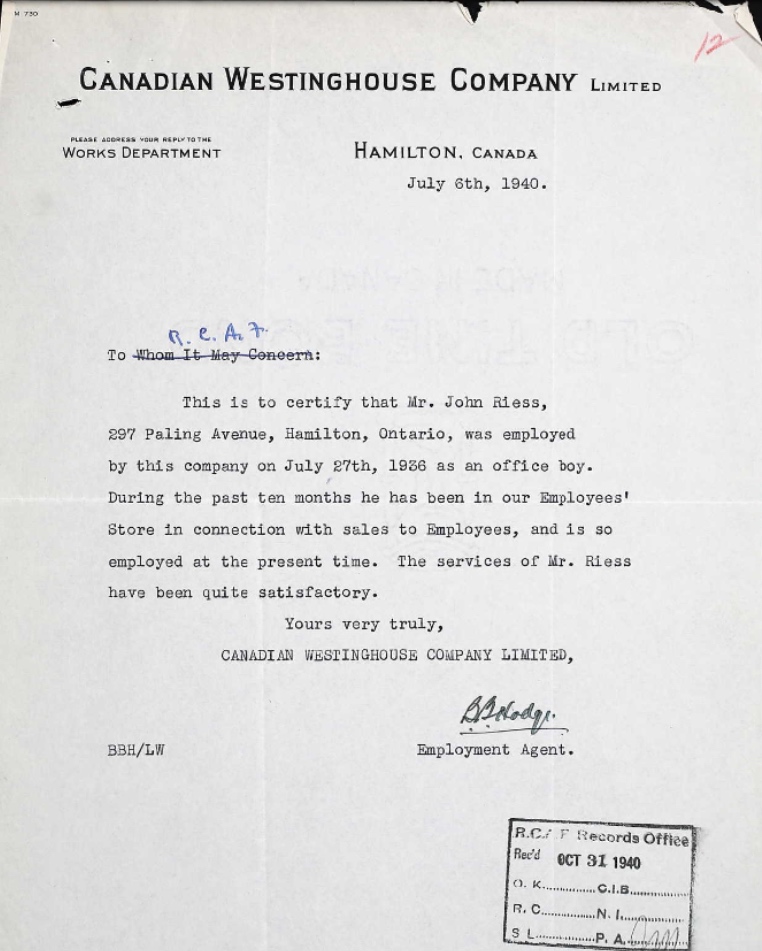 M 730
12
CANADIAN WESTINGHOUSE COMPANY LIMITED
PLEASE ADDRESS YOUR REPLY TO THE
WORKS DEPARTMENT
HAMILTON, CANADA
July 6th, 1940.
R. C. A. F.
To Whom It May Concern:
This is to certify that Mr. John Riess,
297 Paling Avenue, Hamilton, Ontario, was employed
by this company on July 27th, 1936 as an office boy.
During the past ten months he has been in our Employees'
Store in connection with sales to Employees, and is so
employed at the present time. The services of Mr. Riess
have been quite satisfactory.
Yours very truly,
CANADIAN WESTINGHOUSE COMPANY LIMITED,
BBHodge.
BBH/LW
Employment Agent.
R.C.A F Records Office
Rec'd OCT 31 1940
O. K..............C.I.B..............
R. C..............N. I..............
S L..............P. A.